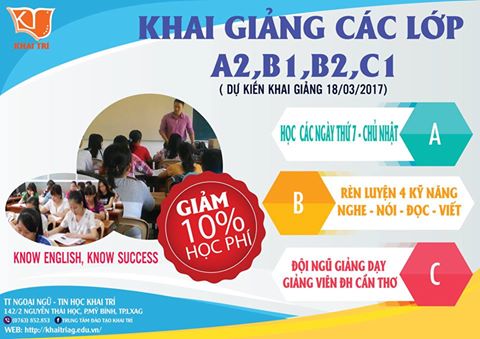 KHAI TRÍ
KHAI GIẢNG CÁC LỚP
A2,B1,B2,C1
( DỰ KIẾN KHAI GIẢNG 18/03/2017)
HỌC CÁC NGÀY THỨ 7 - CHỦ NHẬT
A
B
RÈN LUYỆN 4 KỸ NĂNG
NGHE - NÓI - ĐỌC - VIẾT
ĐỘI NGŨ GIẢNG DẠY
GIẢNG VIÊN ĐH CẦN THƠ
C
GIẢM
10%
HỌC PHÍ
KNOW ENGLISH, KNOW SUCCESS
TT NGOẠI NGỮ - TIN HỌC KHAI TRÍ
142/2 NGUYỄN THÁI HỌC, P.MỸ BÌNH, TP.LXAG
(0763) 852.853 f TRUNG TÂM ĐÀO TẠO KHAI TRÍ
WEB: http://khaitriag.edu.vn/